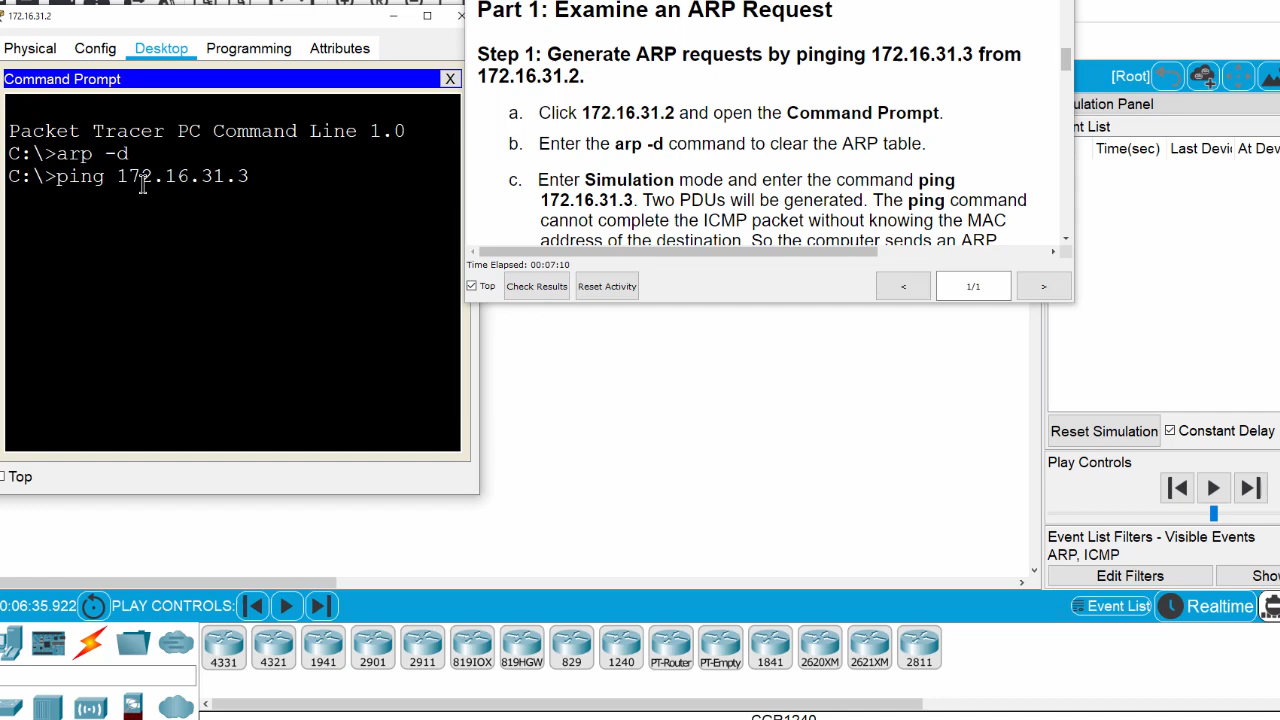 172.16.31.2
Physical Config Desktop Programming Attributes
Command Prompt X
Packet Tracer PC Command Line 1.0
C:\>arp -d
C:\>ping 172.16.31.3
Top
Part 1: Examine an ARP Request
Step 1: Generate ARP requests by pinging 172.16.31.3 from
172.16.31.2.
a. Click 172.16.31.2 and open the Command Prompt.
b. Enter the arp -d command to clear the ARP table.
c. Enter Simulation mode and enter the command ping
172.16.31.3. Two PDUs will be generated. The ping command
cannot complete the ICMP packet without knowing the MAC
address of the destination. So the computer sends an ARP
Time Elapsed: 00:07:10
Top Check Results Reset Activity < 1/1 >
[Root]
ulation Panel
nt List
Time(sec) Last Devic At Dev
Reset Simulation Constant Delay
Play Controls
Event List Filters - Visible Events
ARP, ICMP
Edit Filters Show
0:06:35.922 PLAY CONTROLS: Event List Realtime
4331 4321 1941 2901 2911 819IOX 819HGW 829 1240 PT-Router PT-Empty 1841 2620XM 2621XM 2811